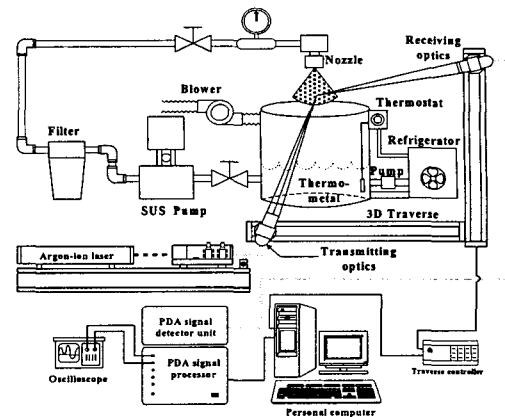 Receiving
optics
Nozzle
Blower
Thermostat
Filter
Refrigerator
Pump
Thermo-
metal
SUS Pump
3D Traverse
Argon-ion laser
Transmitting
optics
PDA signal
detector unit
PDA signal
processor
Oscilloscope
Traverse controller
Personal computer